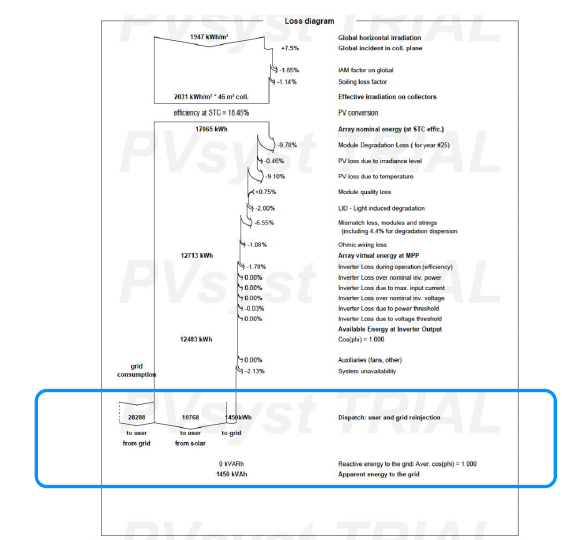 PVsyst TRIAL
Loss diagram
1947 kWh/m² Global horizontal irradiation
+7.5% Global incident in coll. plane
-1.85% IAM factor on global
-1.14% Soiling loss factor
2031 kWh/m² * 46 m² coll. Effective irradiation on collectors
efficiency at STC = 18.45% PV conversion
17065 kWh Array nominal energy (at STC effic.)
PVsyst TRIAL
-9.78% Module Degradation Loss ( for year #25)
-0.46% PV loss due to irradiance level
-9.10% PV loss due to temperature
+0.75% Module quality loss
-2.00% LID - Light induced degradation
-6.55% Mismatch loss, modules and strings
(including 4,4% for degradation dispersion
-1.08% Ohmic wiring loss
12713 kWh Array virtual energy at MPP
-1.78% Inverter Loss during operation (efficiency)
PVsyst TRIAL
0.00% Inverter Loss over nominal inv. power
0.00% Inverter Loss due to max. input current
0.00% Inverter Loss over nominal inv. voltage
-0.03% Inverter Loss due to power threshold
0.00% Inverter Loss due to voltage threshold
Available Energy at Inverter Output
12483 kWh Cos(phi) = 1.000
0.00% Auxiliaries (fans, other)
grid
consumption
-2.13% System unavailability
PVsyst TRIAL
28288 10768 1450kWh Dispatch: user and grid reinjection
to user to user to grid
from grid from solar
0 kVARh Reactive energy to the grid: Aver. cos(phi) = 1.000
1450 kVAh Apparent energy to the grid
PVsyst TRIAL